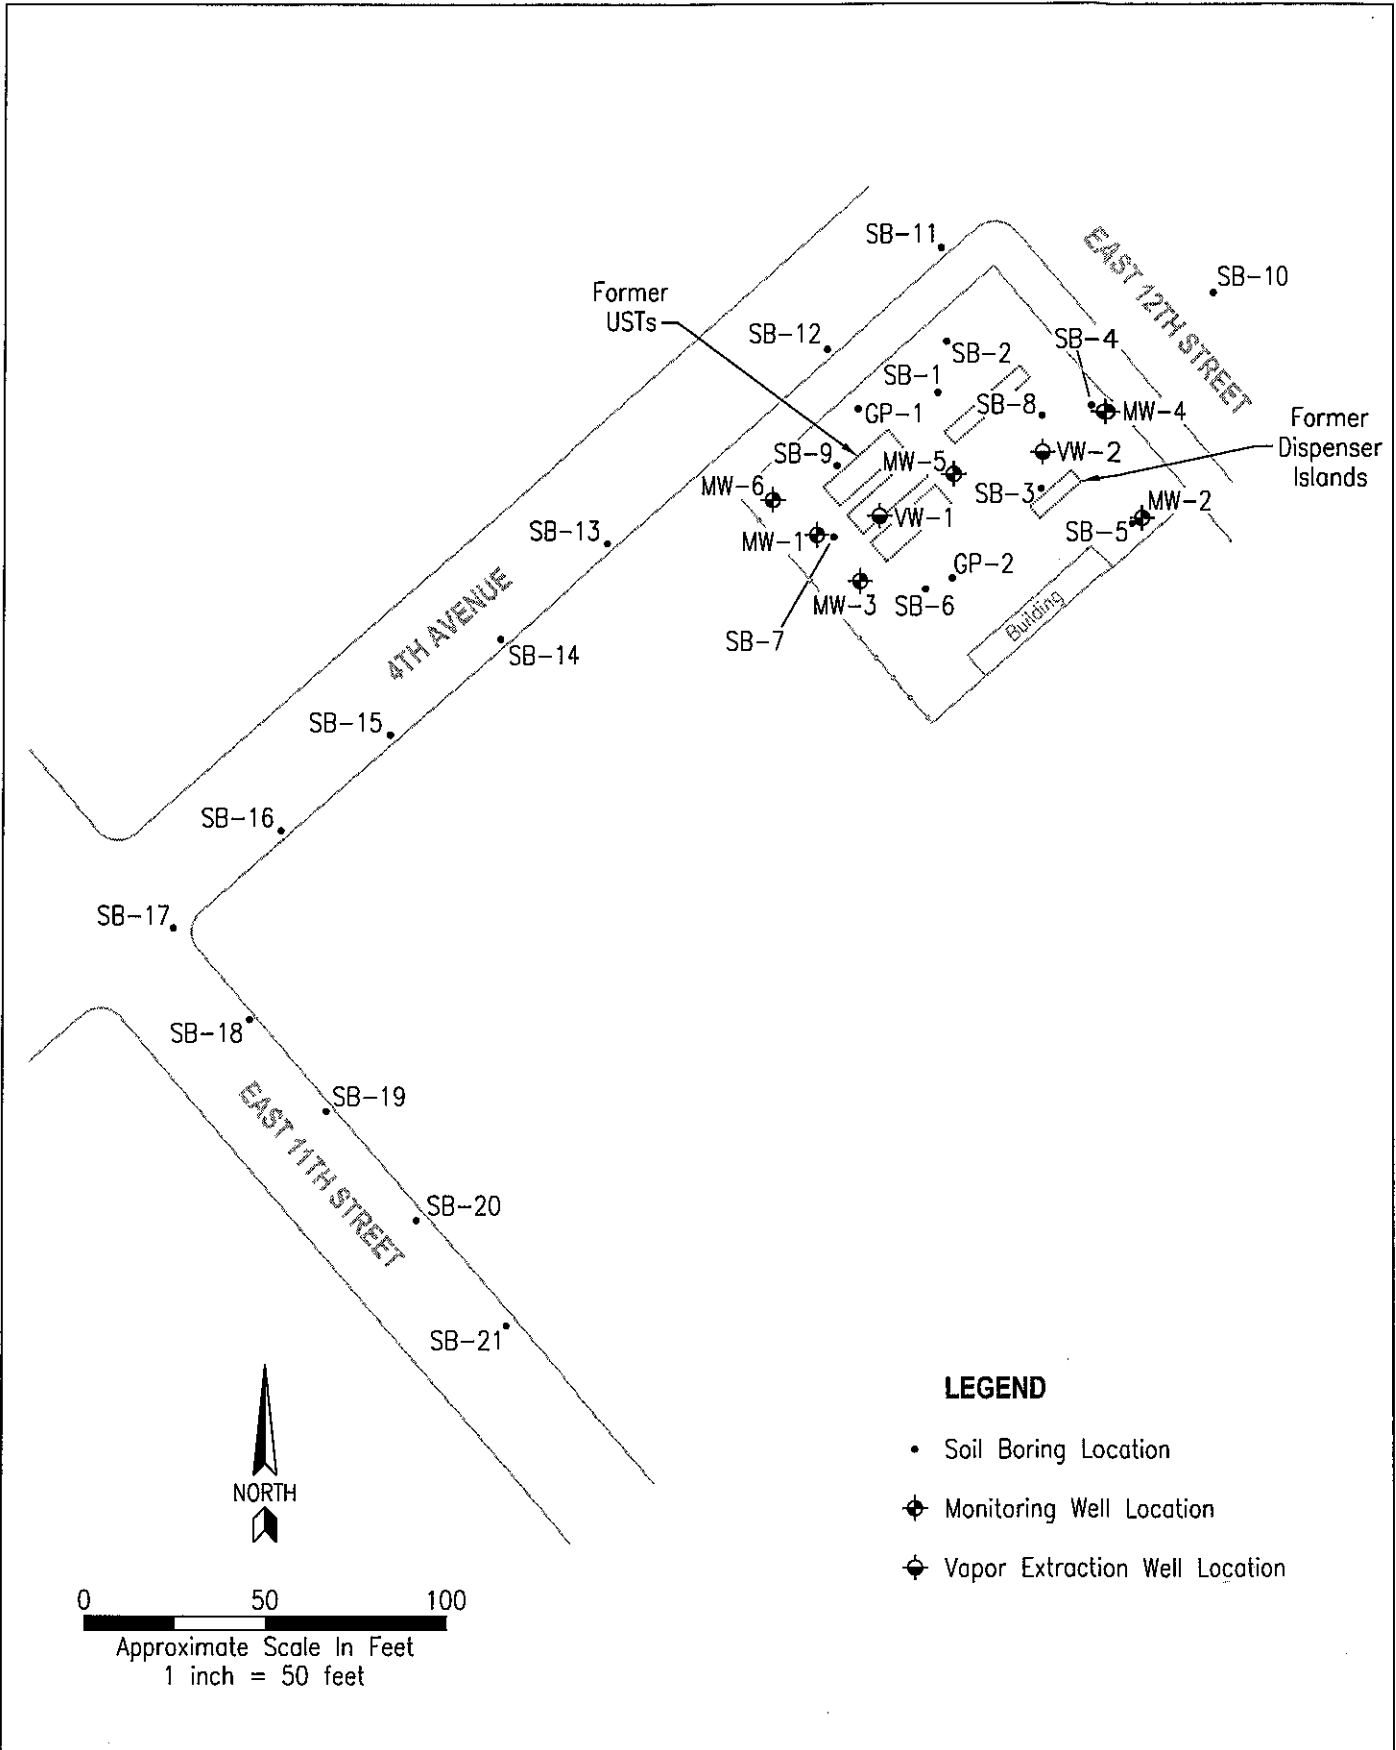 SB-11
EAST 12TH STREET
SB-10
Former
USTs
SB-12
SB-2
SB-4
SB-1
GP-1
SB-8
MW-4
Former
Dispenser
Islands
SB-9
MW-5
VW-2
MW-6
SB-3
MW-2
VW-1
SB-13
MW-1
SB-5
GP-2
MW-3
SB-6
Building
SB-7
4TH AVENUE
SB-14
SB-15
SB-16
SB-17
SB-18
SB-19
EAST 11TH STREET
SB-20
SB-21
LEGEND
Soil Boring Location
Monitoring Well Location
Vapor Extraction Well Location
NORTH
0 50 100
Approximate Scale In Feet
1 inch = 50 feet